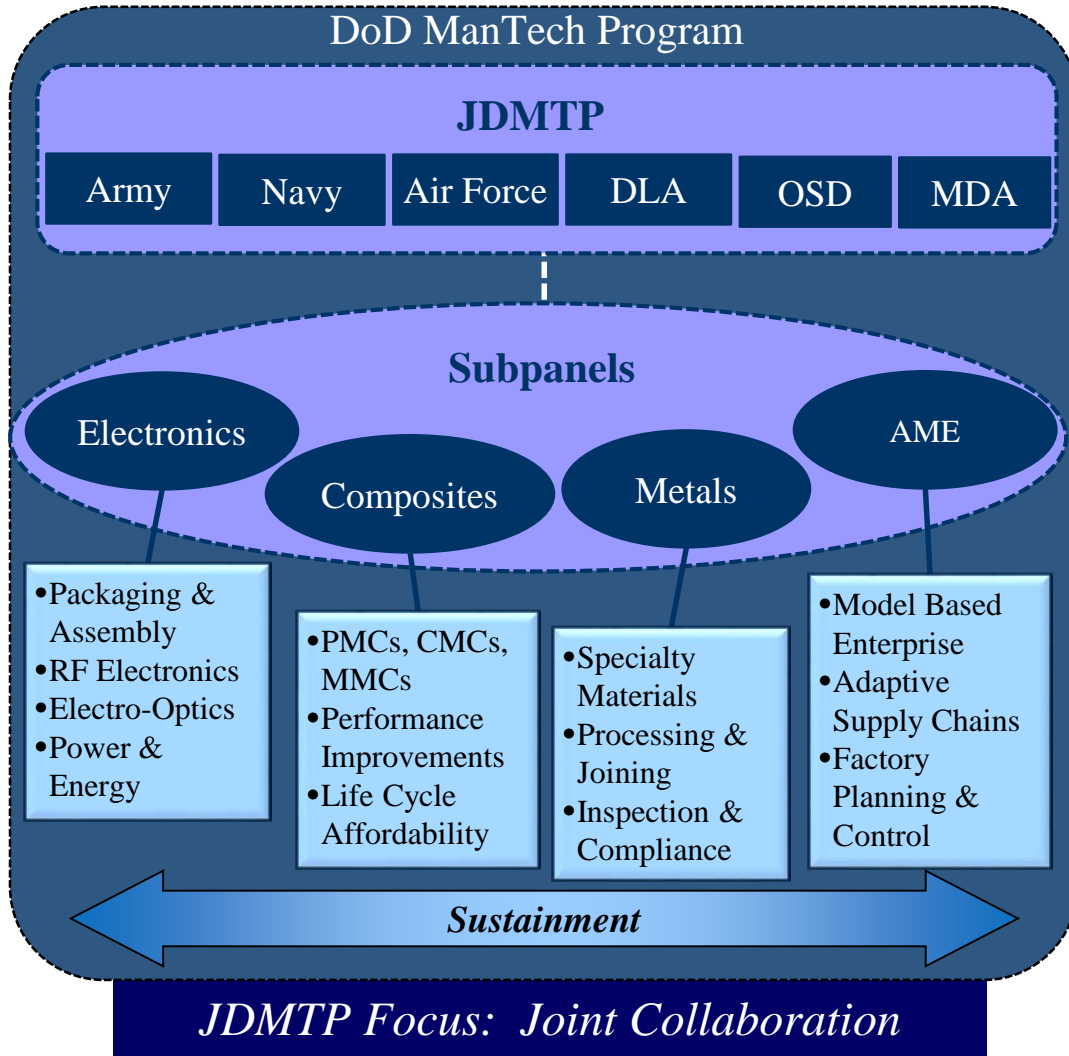 DoD ManTech Program
JDMTP
Army
Navy
Air Force
DLA
OSD
MDA
Subpanels
Electronics
Composites
Metals
AME
•Packaging &
Assembly
•RF Electronics
•Electro-Optics
•Power &
Energy
•PMCs, CMCs,
MMCs
•Performance
Improvements
•Life Cycle
Affordability
•Specialty
Materials
•Processing &
Joining
•Inspection &
Compliance
•Model Based
Enterprise
•Adaptive
Supply Chains
•Factory
Planning &
Control
Sustainment
JDMTP Focus:  Joint Collaboration